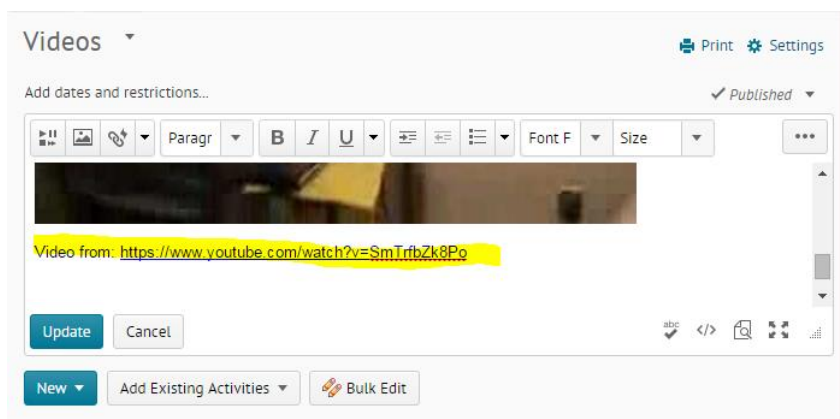 Videos
Print Settings
Add dates and restrictions...
Published
Paragr B I U Font F Size
Video from: https://www.youtube.com/watch?v=SmTrfbZk8Po
Update Cancel
abc </>
New Add Existing Activities Bulk Edit